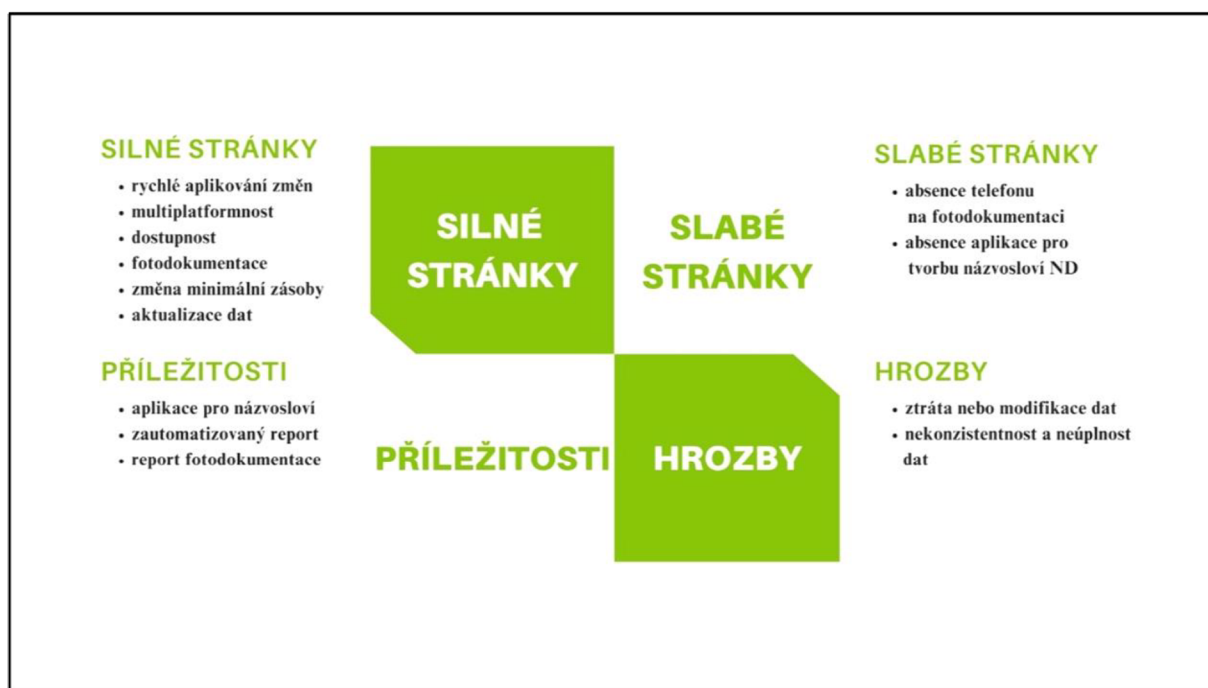 SILNÉ STRÁNKY
• rychlé aplikování změn
• multiplatformnost
• dostupnost
• fotodokumentace
• změna minimální zásoby
• aktualizace dat
PŘÍLEŽITOSTI
• aplikace pro názvosloví
• zautomatizovaný report
• report fotodokumentace
SILNÉ
STRÁNKY
SLABÉ
STRÁNKY
PŘÍLEŽITOSTI
HROZBY
SLABÉ STRÁNKY
• absence telefonu
na fotodokumentaci
• absence aplikace pro
tvorbu názvosloví ND
HROZBY
• ztráta nebo modifikace dat
• nekonzistentnost a neúplnost
dat